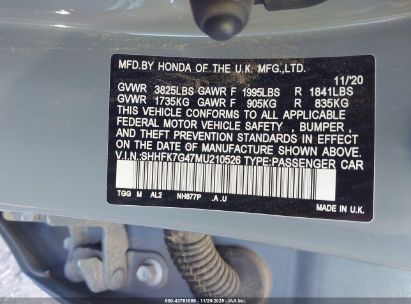 MFD.BY HONDA OF THE U.K. MFG.,LTD.
11/20
GVWR 3825LBS GAWR F 1995LBS R 1841LBS
GVWR 1735KG GAWR F 905KG R 835KG
THIS VEHICLE CONFORMS TO ALL APPLICABLE
FEDERAL MOTOR VEHICLE SAFETY , BUMPER ,
AND THEFT PREVENTION STANDARDS IN EFFECT
ON THE DATE OF MANUFACTURE SHOWN ABOVE.
V.I.N.:SHHFK7G47MU210526 TYPE:PASSENGER CAR
TGG M AL2 NH877P .A .U MADE IN U.K.